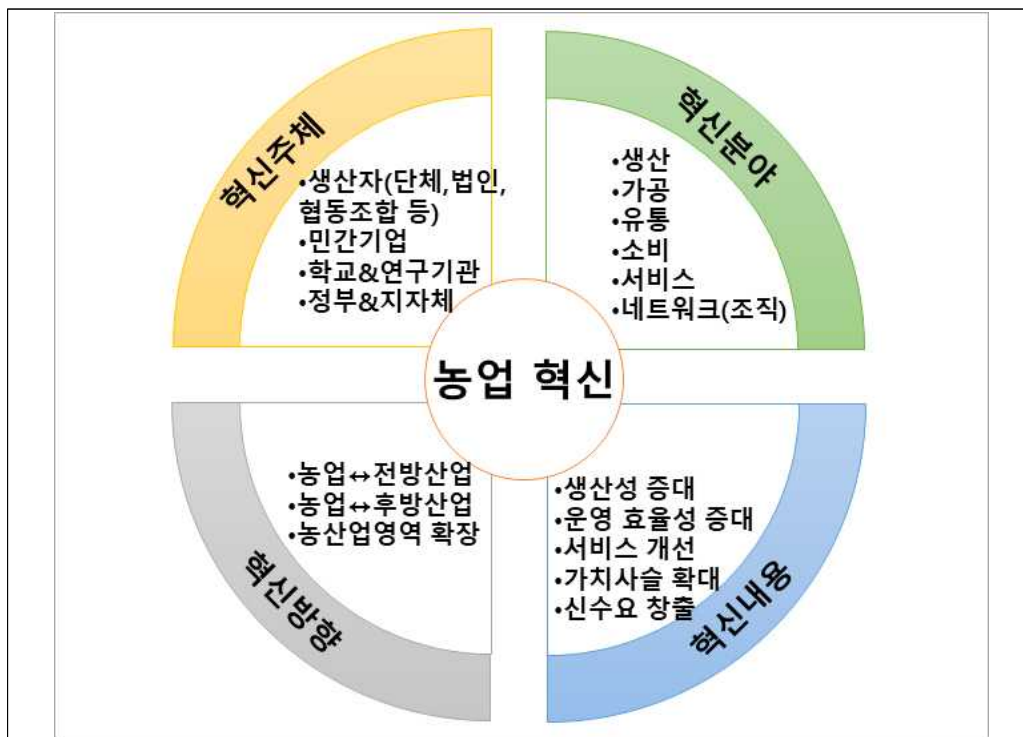 혁신주체
•생산자(단체,법인,
협동조합 등)
•민간기업
•학교&연구기관
•정부&지자체
혁신분야
•생산
•가공
•유통
•소비
•서비스
•네트워크(조직)
농업 혁신
혁신방향
•농업↔전방산업
•농업↔후방산업
•농산업영역 확장
혁신내용
•생산성 증대
•운영 효율성 증대
•서비스 개선
•가치사슬 확대
•신수요 창출